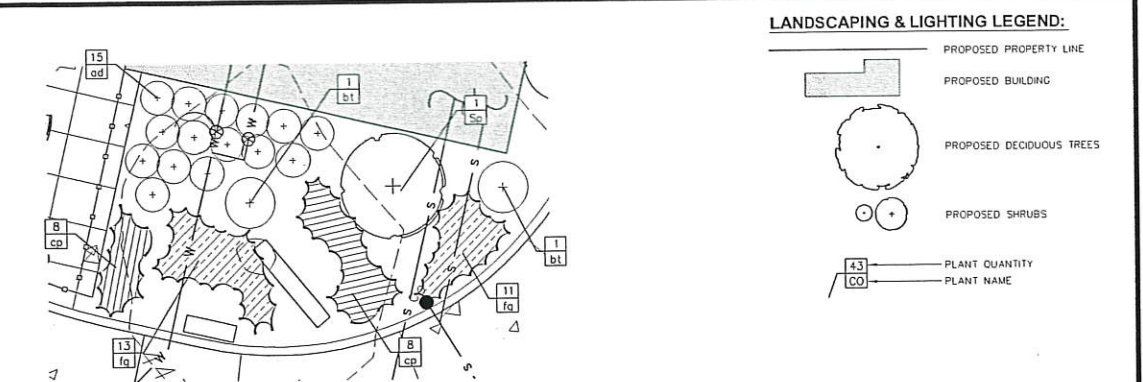 LANDSCAPING & LIGHTING LEGEND:
PROPOSED PROPERTY LINE
PROPOSED BUILDING
PROPOSED DECIDUOUS TREES
PROPOSED SHRUBS
43
CO
PLANT QUANTITY
PLANT NAME
15
ad
1
bt
1
Sp
8
cp
1
bt
11
fg
13
fg
8
cp
W
W
W
W
W
S
S
S
S
S
S
S